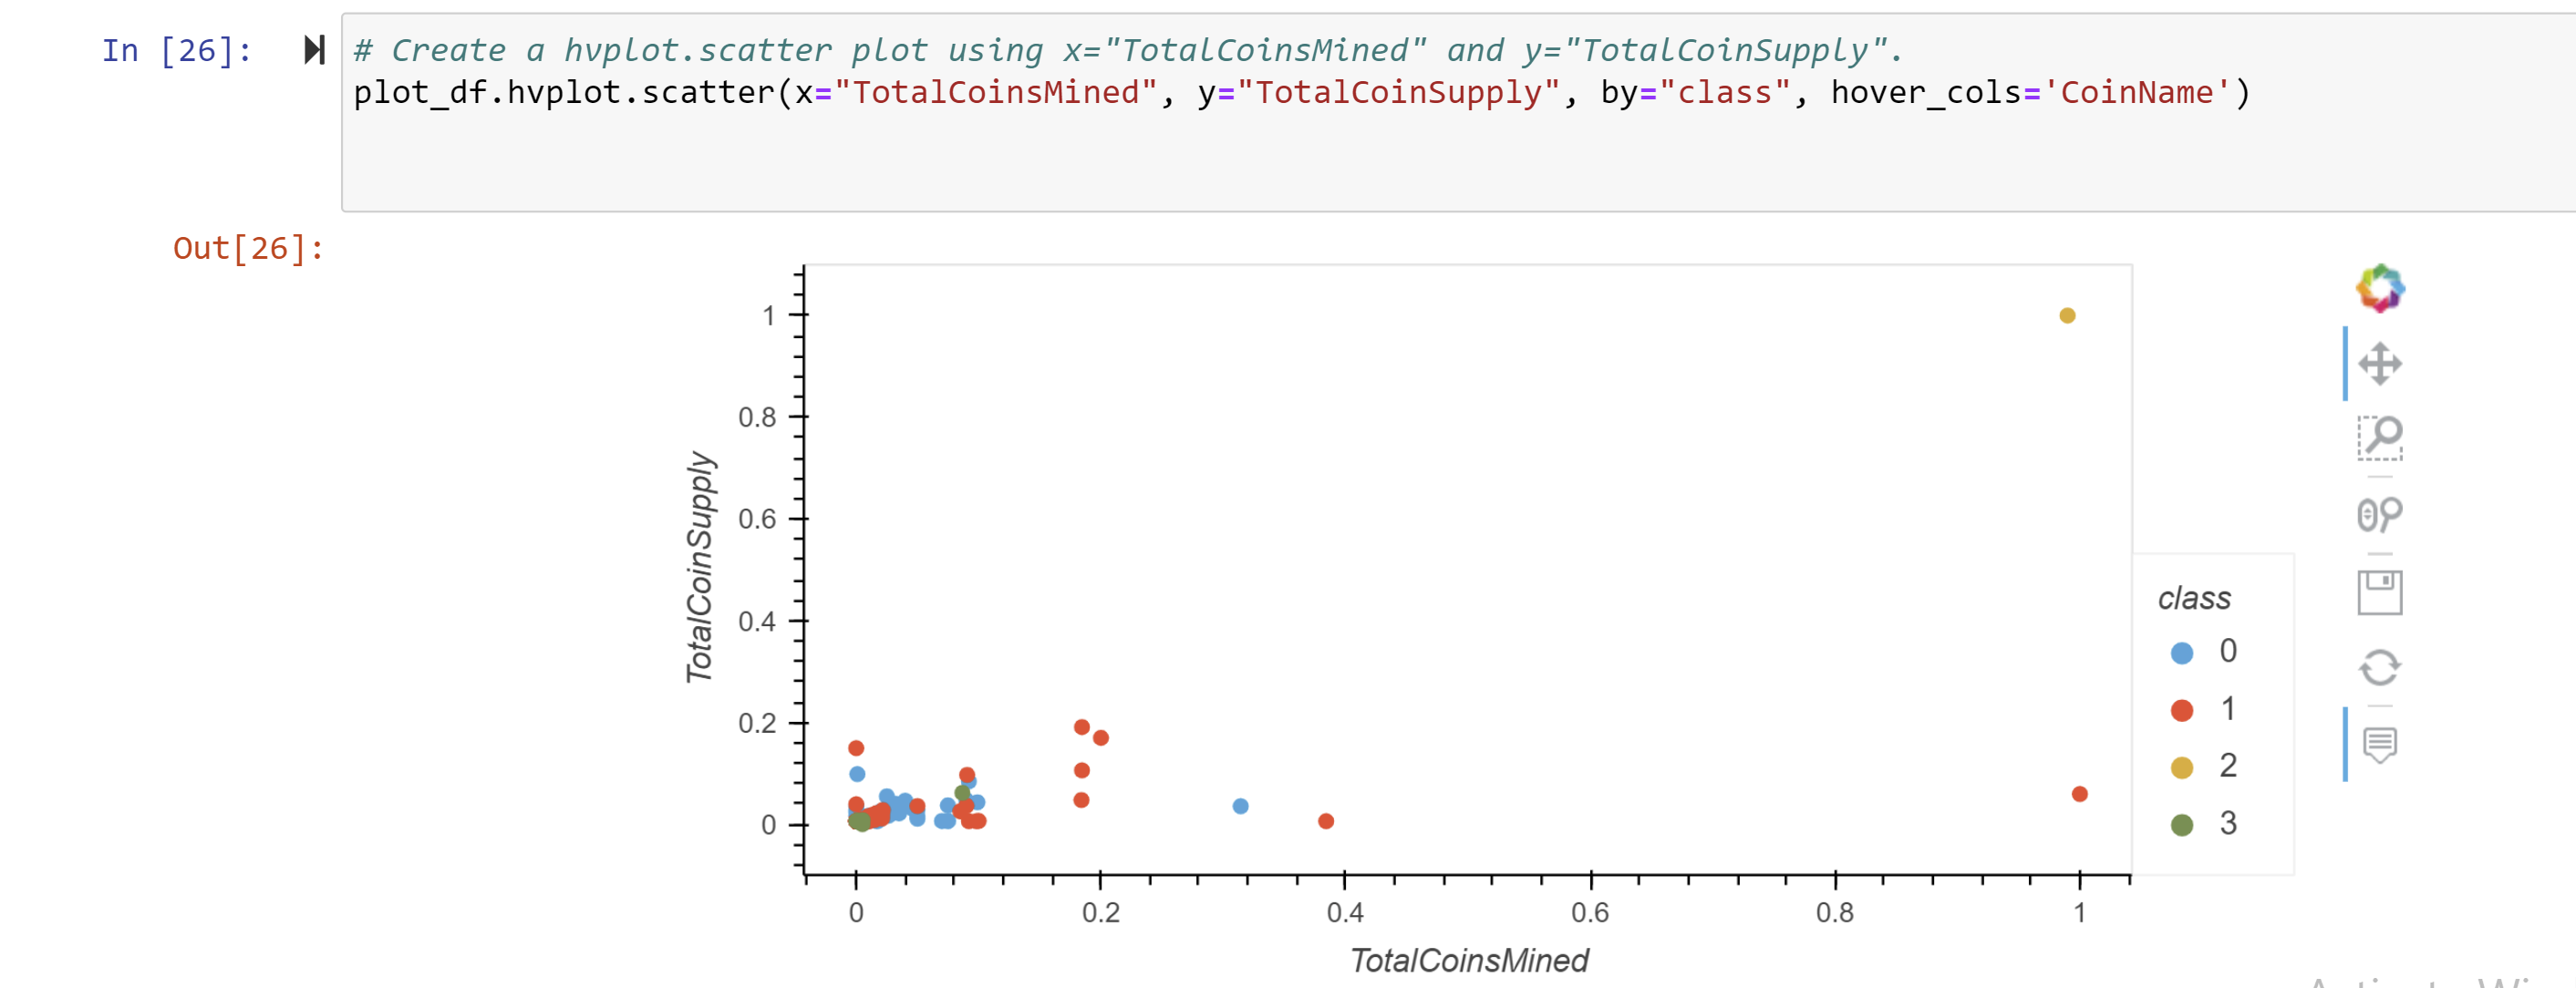 In [26]:
# Create a hvplot.scatter plot using x="TotalCoinsMined" and y="TotalCoinSupply".
plot_df.hvplot.scatter(x="TotalCoinsMined", y="TotalCoinSupply", by="class", hover_cols='CoinName')
Out[26]:
1
0.8
0.6
0.4
0.2
0
TotalCoinSupply
0 0.2 0.4 0.6 0.8 1
TotalCoinsMined
class
0
1
2
3